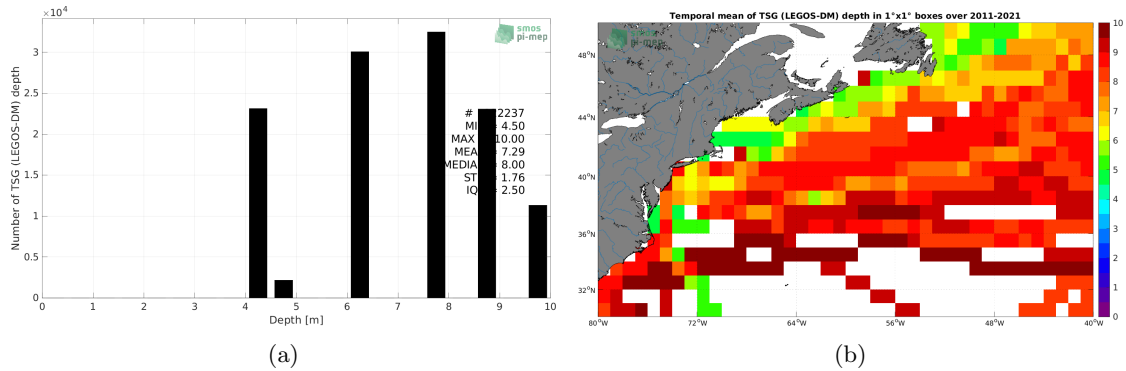 ×10⁴
Number of TSG (LEGOS-DM) depth
3
2.5
2
1.5
1
0.5
0
0 1 2 3 4 5 6 7 8 9 10
Depth [m]
smos
pi-mep
# 2237
MI = 4.50
MAX 10.00
MEA 7.29
MEDIA = 8.00
ST = 1.76
IQ 2.50
(a)
Temporal mean of TSG (LEGOS-DM) depth in 1°x1° boxes over 2011-2021
smos
pi-mep
48°N
44°N
40°N
36°N
32°N
80°W 72°W 64°W 56°W 48°W 40°W
10
9
8
7
6
5
4
3
2
1
0
(b)